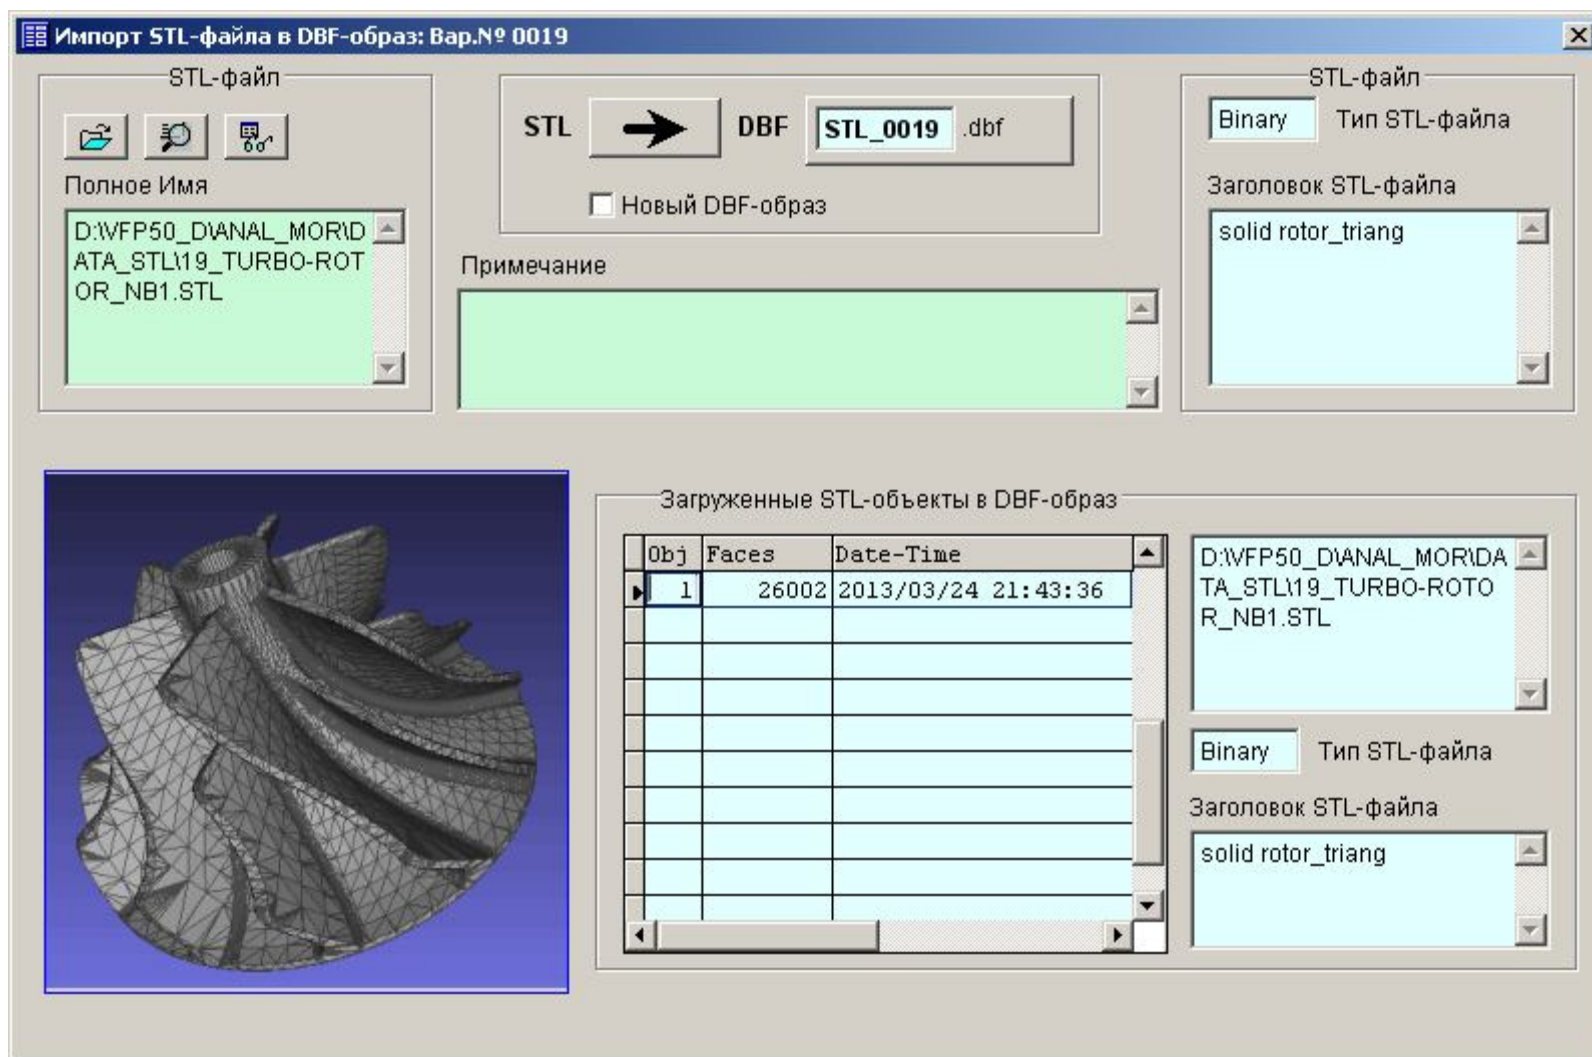 Импорт STL-файла в DBF-образ: Вар.№ 0019
STL-файл
Полное Имя
D:\VFP50_D\ANAL_MOR\D
ATA_STL\19_TURBO-ROT
OR_NB1.STL
STL DBF STL_0019 .dbf
Новый DBF-образ
Примечание
STL-файл
Binary Тип STL-файла
Заголовок STL-файла
solid rotor_triang
Загруженные STL-объекты в DBF-образ
Obj Faces Date-Time
1 26002 2013/03/24 21:43:36
D:\VFP50_D\ANAL_MOR\DA
TA_STL\19_TURBO-ROTO
R_NB1.STL
Binary Тип STL-файла
Заголовок STL-файла
solid rotor_triang